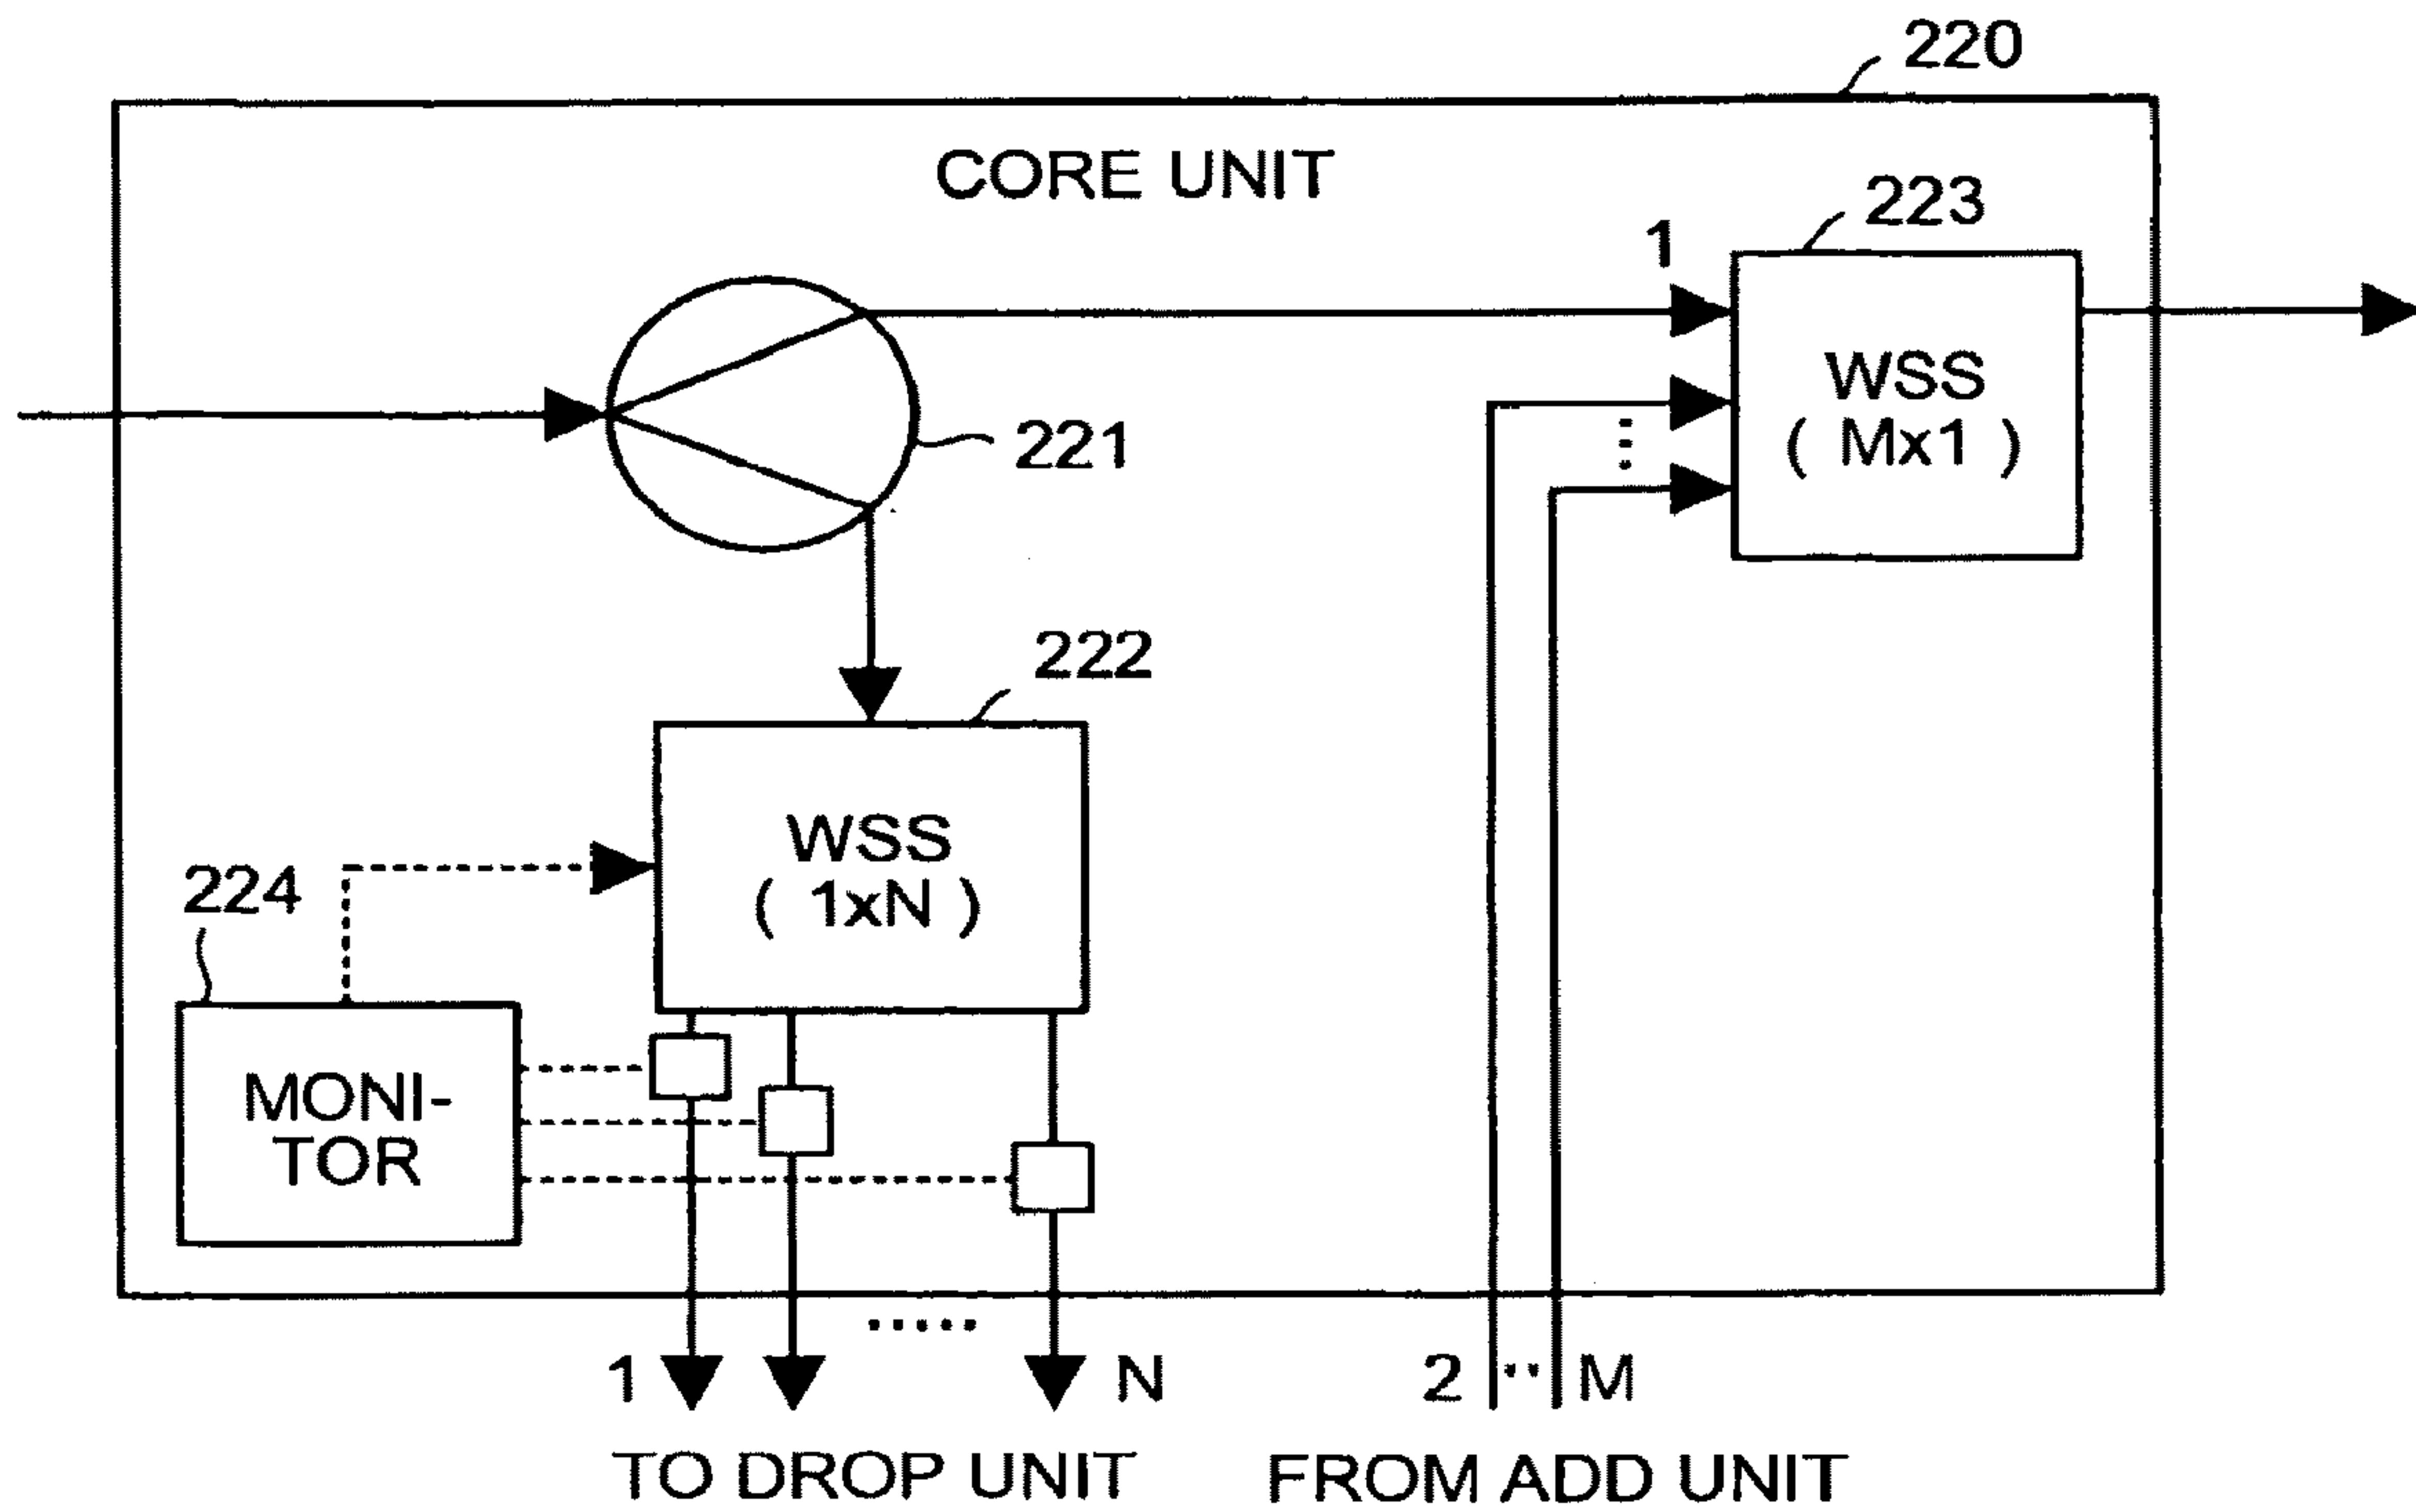 220
CORE UNIT
223
1
WSS
( Mx1 )
221
222
WSS
( 1xN )
224
MONI-
TOR
1
N
2
M
TO DROP UNIT
FROM ADD UNIT